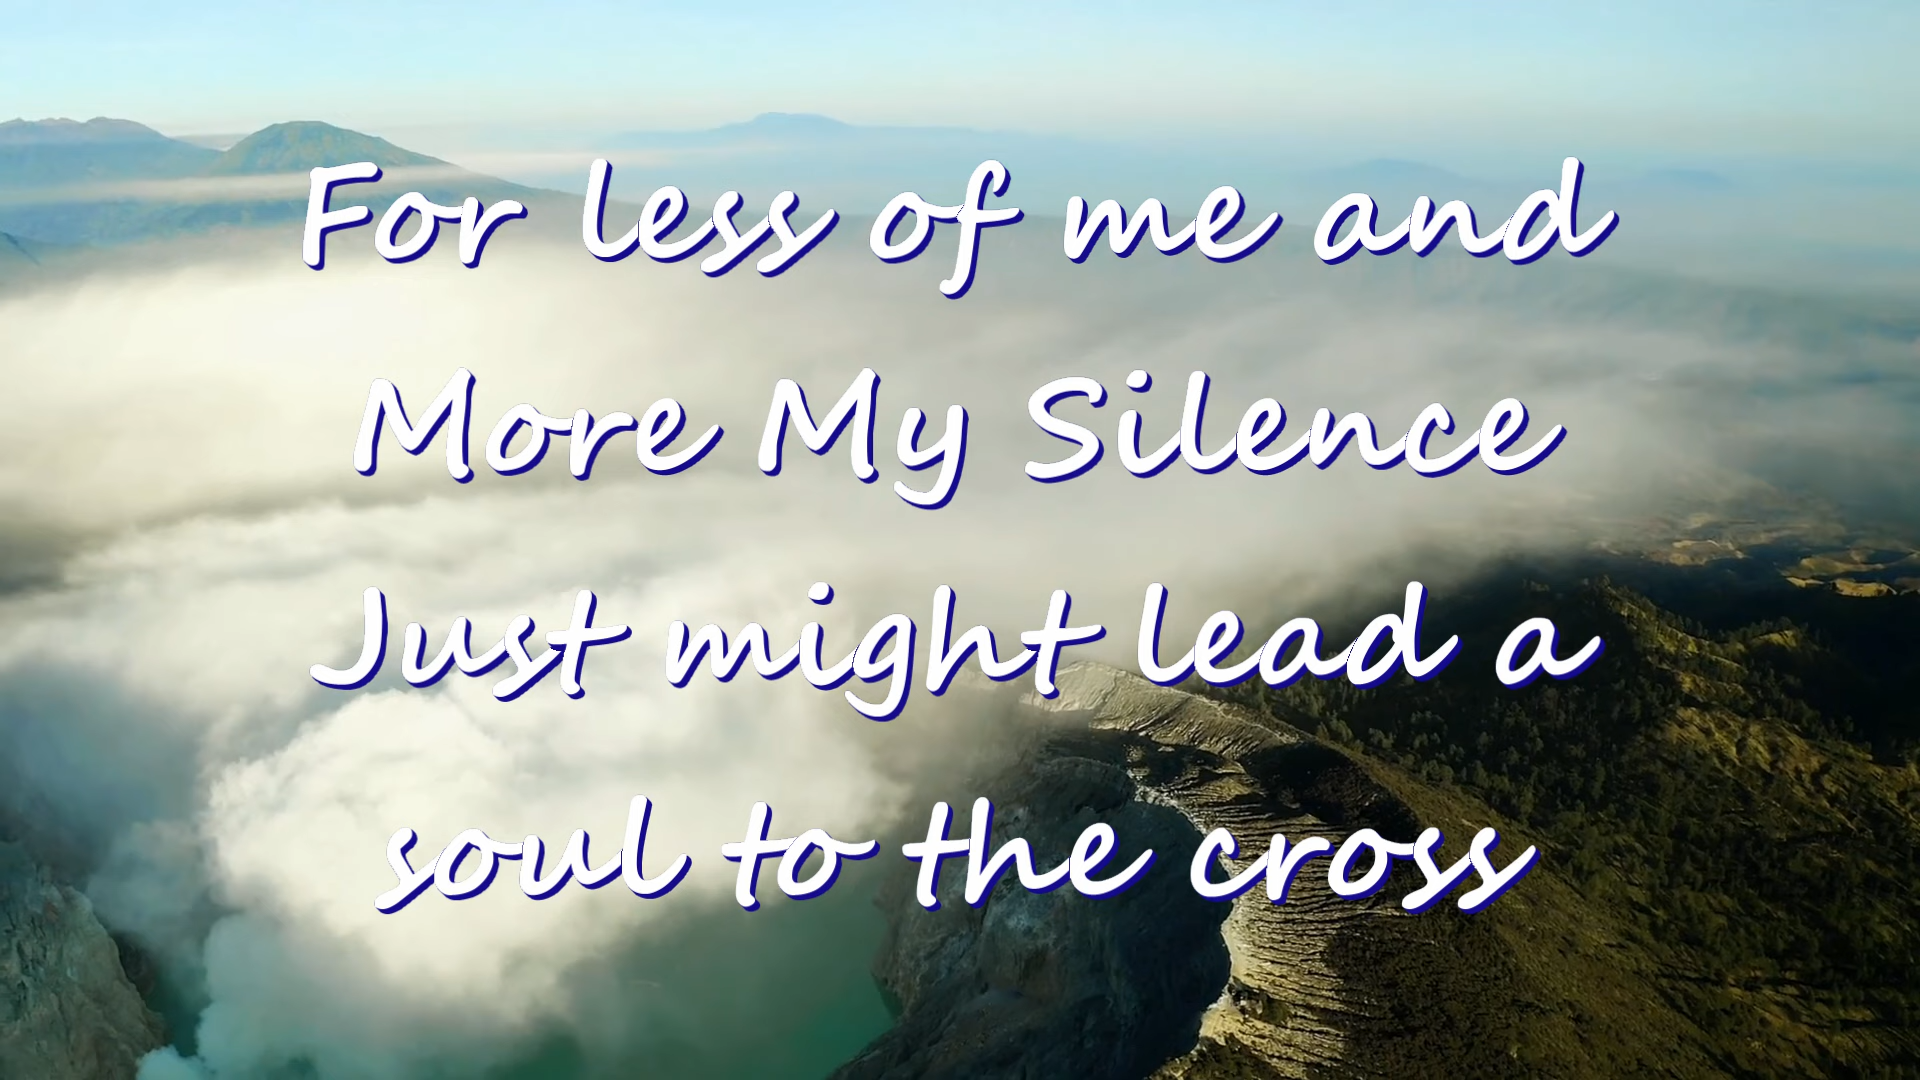 For less of me and
More My Silence
Just might lead a
soul to the cross